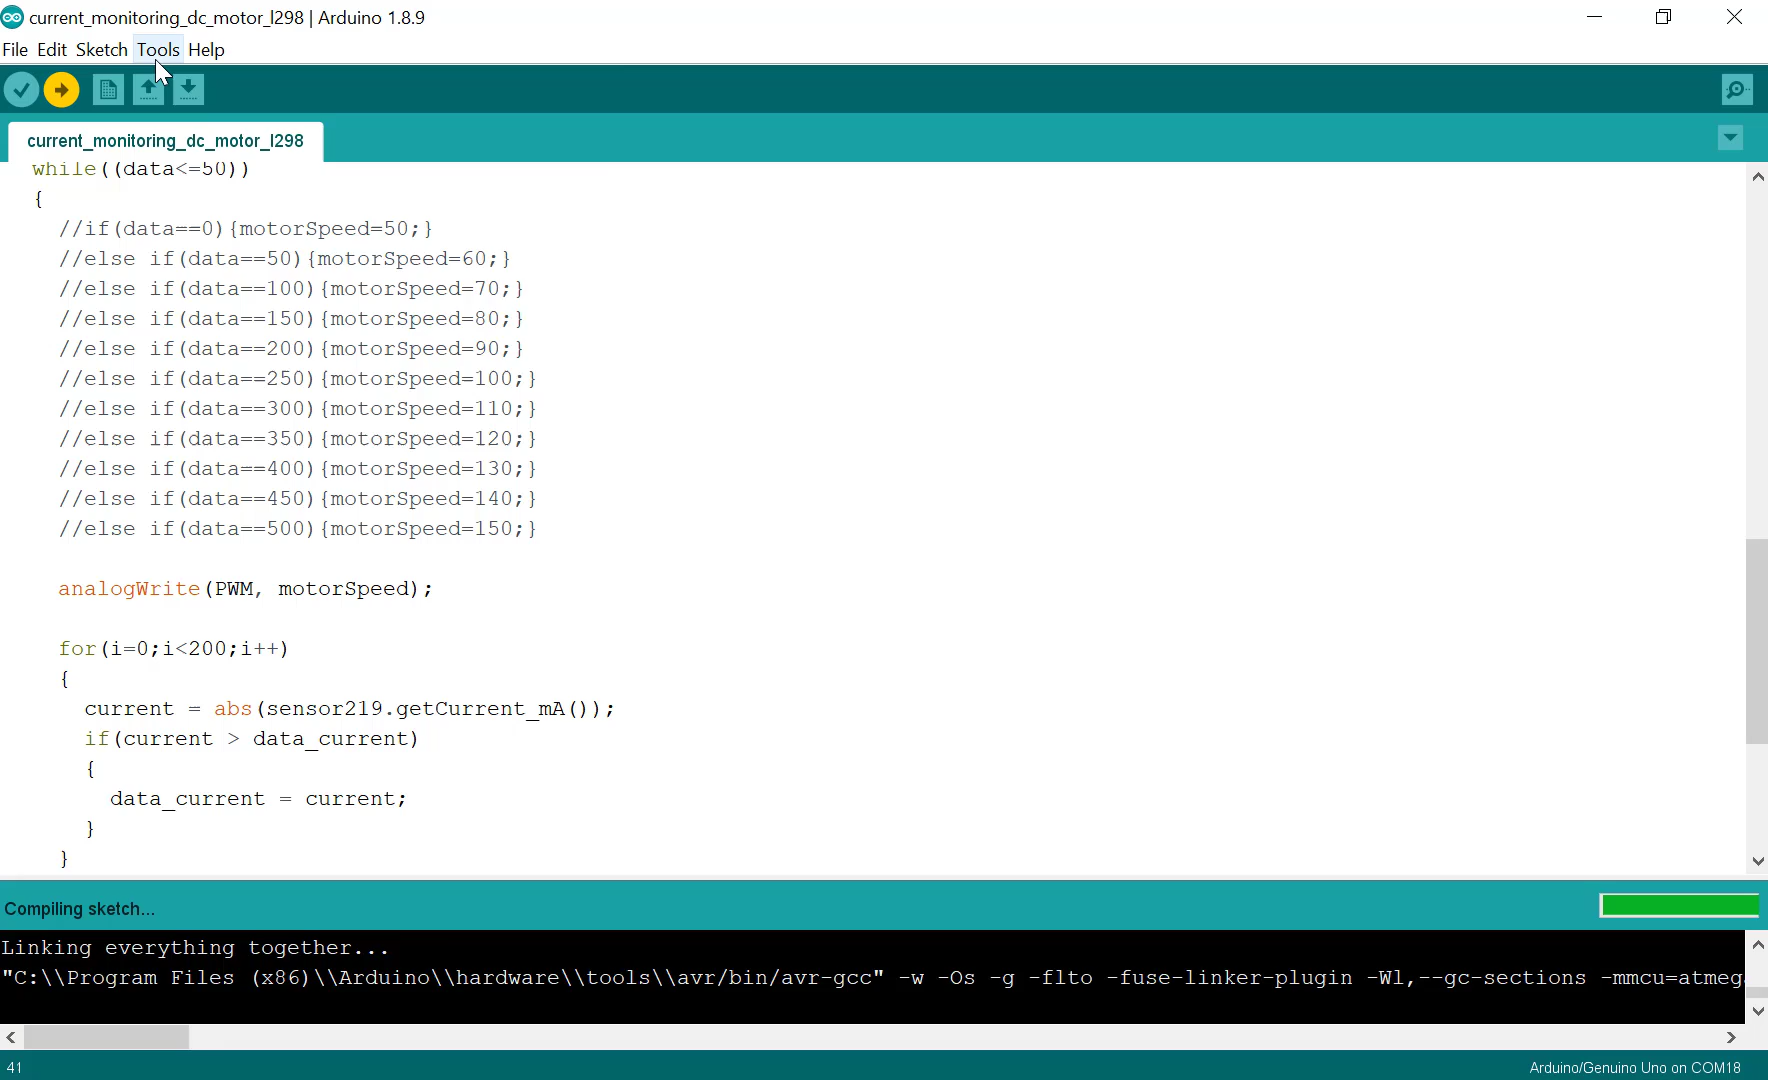 current_monitoring_dc_motor_l298 | Arduino 1.8.9
File Edit Sketch Tools Help
current_monitoring_dc_motor_l298
while((data<=50))
{
//if(data==0){motorSpeed=50;}
//else if(data==50){motorSpeed=60;}
//else if(data==100){motorSpeed=70;}
//else if(data==150){motorSpeed=80;}
//else if(data==200){motorSpeed=90;}
//else if(data==250){motorSpeed=100;}
//else if(data==300){motorSpeed=110;}
//else if(data==350){motorSpeed=120;}
//else if(data==400){motorSpeed=130;}
//else if(data==450){motorSpeed=140;}
//else if(data==500){motorSpeed=150;}
analogWrite(PWM, motorSpeed);
for(i=0;i<200;i++)
{
current = abs(sensor219.getCurrent_mA());
if(current > data_current)
{
data_current = current;
}
}
Compiling sketch...
Linking everything together...
"C:\\Program Files (x86)\\Arduino\\hardware\\tools\\avr/bin/avr-gcc" -w -Os -g -flto -fuse-linker-plugin -Wl,--gc-sections -mmcu=atmeg
41
Arduino/Genuino Uno on COM18